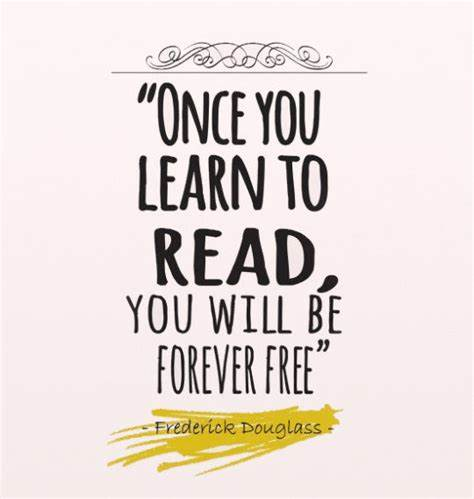 “ONCE YOU
LEARN TO
READ,
YOU WILL BE
FOREVER FREE”
- Frederick Douglass -